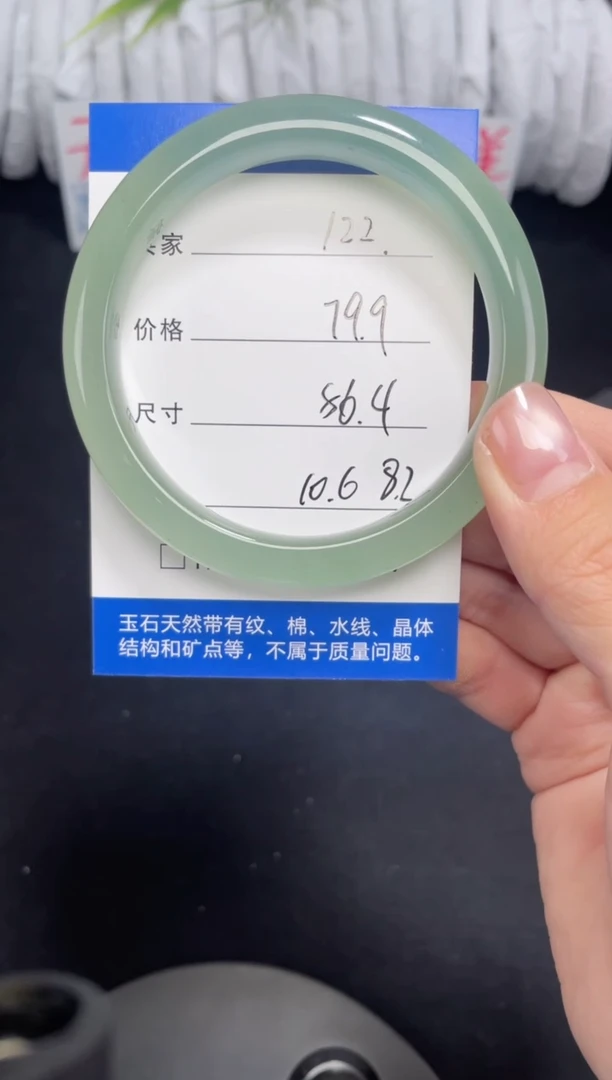 家 122.
价格 79.9
尺寸 56.4
10.6 8.2
玉石天然带有纹、棉、水线、晶体
结构和矿点等，不属于质量问题。